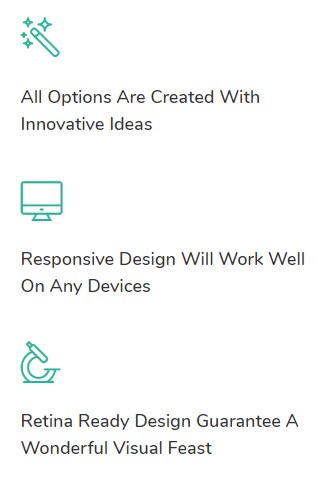 All Options Are Created With
Innovative Ideas
Responsive Design Will Work Well
On Any Devices
Retina Ready Design Guarantee A
Wonderful Visual Feast